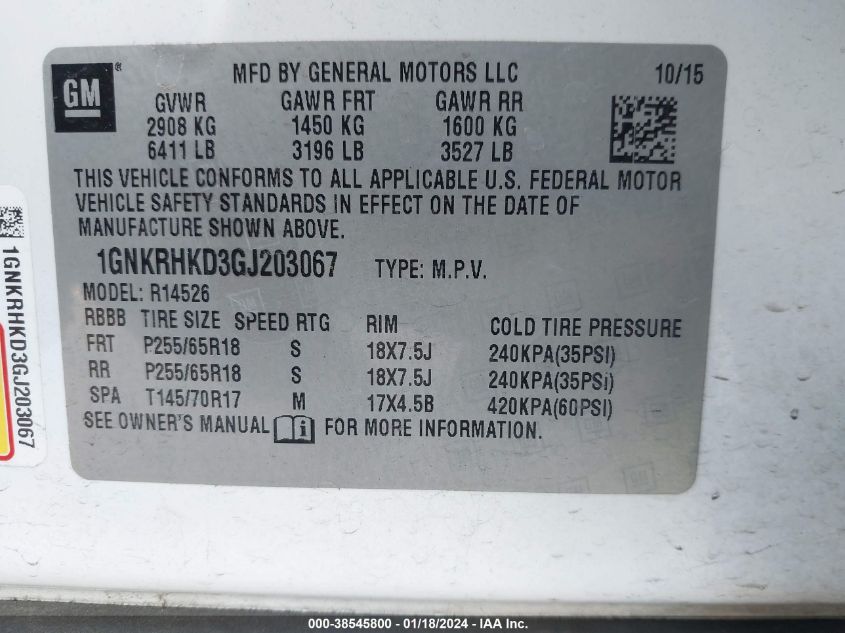 GM®
MFD BY GENERAL MOTORS LLC 10/15
GVWR GAWR FRT GAWR RR
2908 KG 1450 KG 1600 KG
6411 LB 3196 LB 3527 LB
THIS VEHICLE CONFORMS TO ALL APPLICABLE U.S. FEDERAL MOTOR
VEHICLE SAFETY STANDARDS IN EFFECT ON THE DATE OF
MANUFACTURE SHOWN ABOVE.
1GNKRHKD3GJ203067 TYPE: M.P.V.
MODEL: R14526
RBBB TIRE SIZE SPEED RTG RIM COLD TIRE PRESSURE
FRT P255/65R18 S 18X7.5J 240KPA(35PSI)
RR P255/65R18 S 18X7.5J 240KPA(35PSi)
SPA T145/70R17 M 17X4.5B 420KPA(60PSI)
SEE OWNER'S MANUAL i FOR MORE INFORMATION.
1GNKRHKD3GJ203067
000-38545800 - 01/18/2024 - IAA Inc.